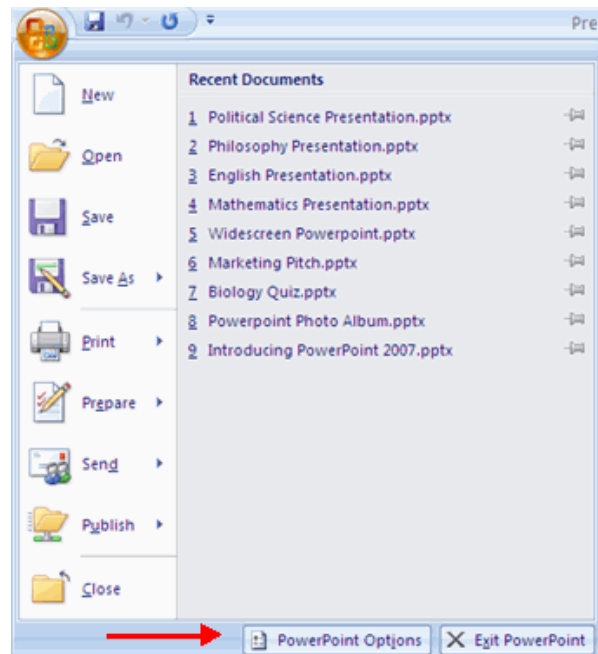 Pre
New
Open
Save
Save As
Print
Prepare
Send
Publish
Close
Recent Documents
1 Political Science Presentation.pptx
2 Philosophy Presentation.pptx
3 English Presentation.pptx
4 Mathematics Presentation.pptx
5 Widescreen Powerpoint.pptx
6 Marketing Pitch.pptx
7 Biology Quiz.pptx
8 Powerpoint Photo Album.pptx
9 Introducing PowerPoint 2007.pptx
PowerPoint Options
Exit PowerPoint